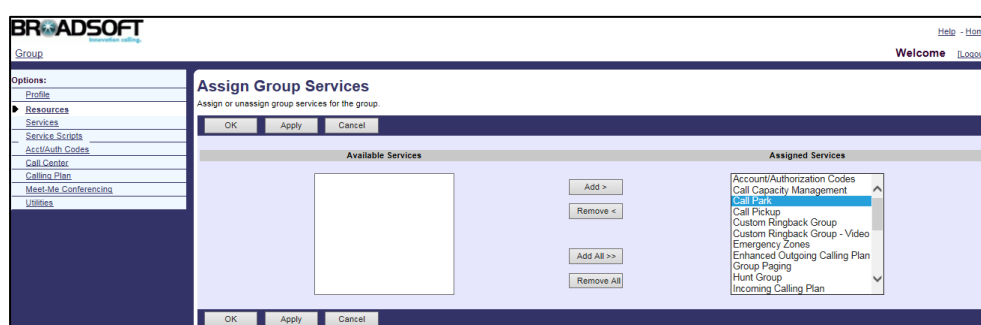 BROADSOFT
innovation calling.
Help - Hom
Group
Welcome [Logou
Options:
Profile
Resources
Services
Service Scripts
Acct/Auth Codes
Call Center
Calling Plan
Meet-Me Conferencing
Utilities
Assign Group Services
Assign or unassign group services for the group.
OK Apply Cancel
Available Services
Assigned Services
Add >
Remove <
Add All >>
Remove All
Account/Authorization Codes
Call Capacity Management
Call Park
Call Pickup
Custom Ringback Group
Custom Ringback Group - Video
Emergency Zones
Enhanced Outgoing Calling Plan
Group Paging
Hunt Group
Incoming Calling Plan
OK Apply Cancel